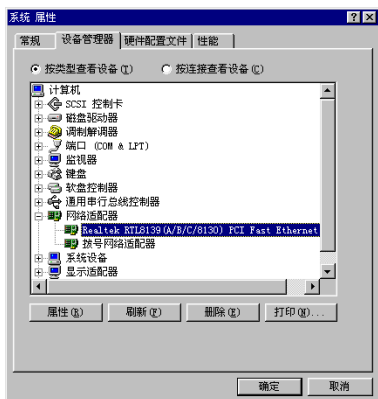 系统 属性
常规 设备管理器 硬件配置文件 性能
按类型查看设备(T) 按连接查看设备(C)
计算机
SCSI 控制卡
磁盘驱动器
调制解调器
端口 (COM & LPT)
监视器
键盘
软盘控制器
通用串行总线控制器
网络适配器
Realtek RTL8139(A/B/C/8130) PCI Fast Ethernet
拨号网络适配器
系统设备
显示适配器
属性(R) 刷新(F) 删除(E) 打印(N)...
确定 取消